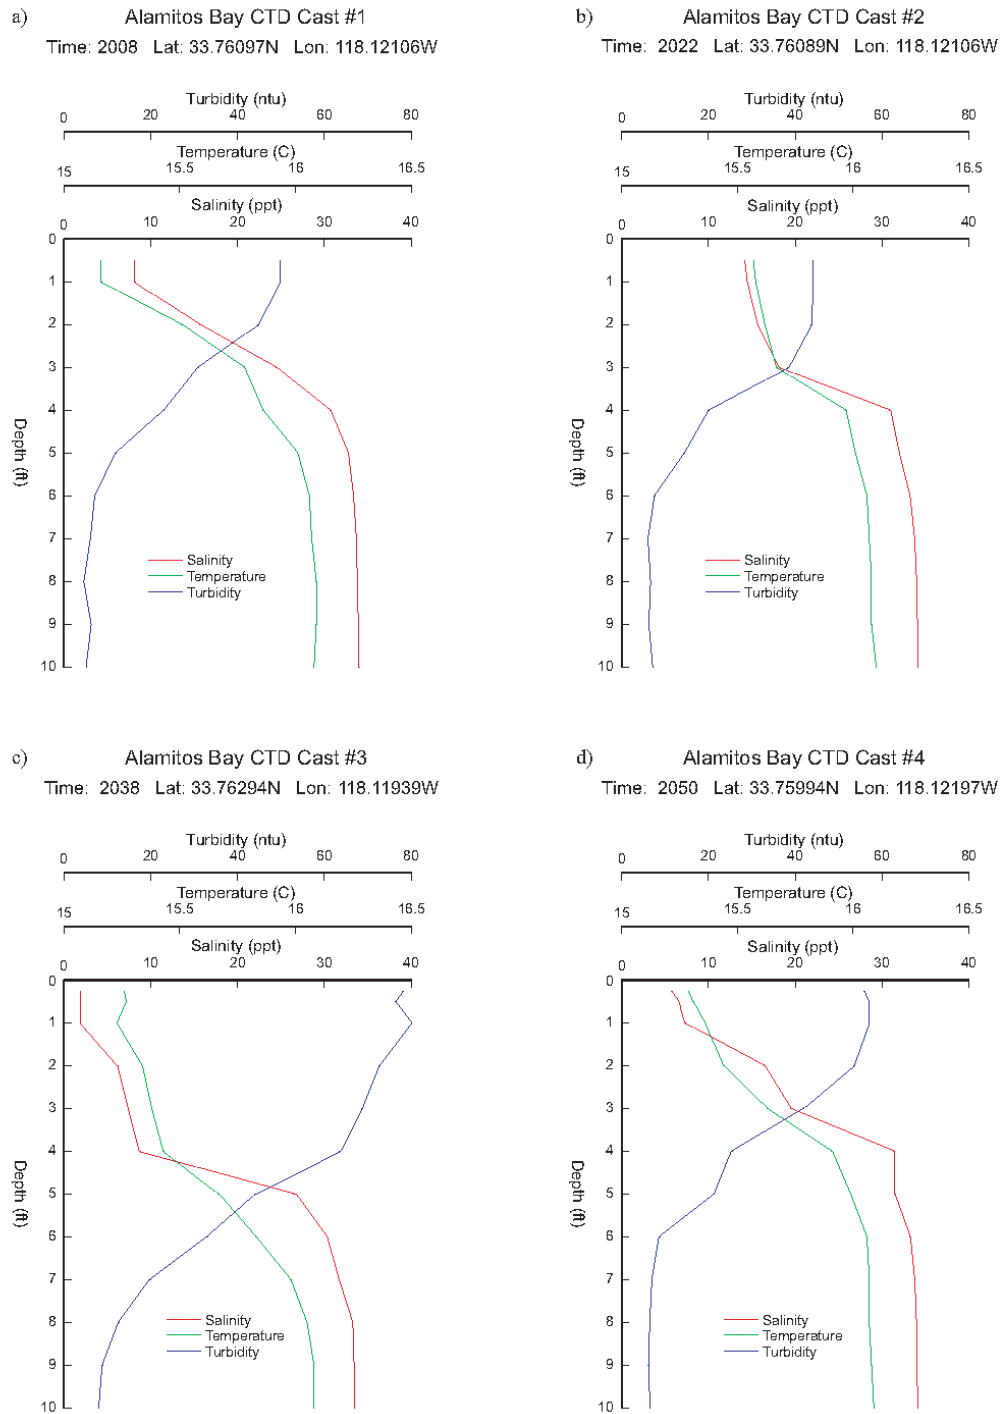 a) Alamitos Bay CTD Cast #1
Time: 2008 Lat: 33.76097N Lon: 118.12106W
Turbidity (ntu)
0 20 40 60 80
Temperature (C)
15 15.5 16 16.5
Salinity (ppt)
0 10 20 30 40
0
1
2
3
4
5
6
7
8
9
10
Depth (ft)
Salinity
Temperature
Turbidity
b) Alamitos Bay CTD Cast #2
Time: 2022 Lat: 33.76089N Lon: 118.12106W
Turbidity (ntu)
0 20 40 60 80
Temperature (C)
15 15.5 16 16.5
Salinity (ppt)
0 10 20 30 40
0
1
2
3
4
5
6
7
8
9
10
Depth (ft)
Salinity
Temperature
Turbidity
c) Alamitos Bay CTD Cast #3
Time: 2038 Lat: 33.76294N Lon: 118.11939W
Turbidity (ntu)
0 20 40 60 80
Temperature (C)
15 15.5 16 16.5
Salinity (ppt)
0 10 20 30 40
0
1
2
3
4
5
6
7
8
9
10
Depth (ft)
Salinity
Temperature
Turbidity
d) Alamitos Bay CTD Cast #4
Time: 2050 Lat: 33.75994N Lon: 118.12197W
Turbidity (ntu)
0 20 40 60 80
Temperature (C)
15 15.5 16 16.5
Salinity (ppt)
0 10 20 30 40
0
1
2
3
4
5
6
7
8
9
10
Depth (ft)
Salinity
Temperature
Turbidity